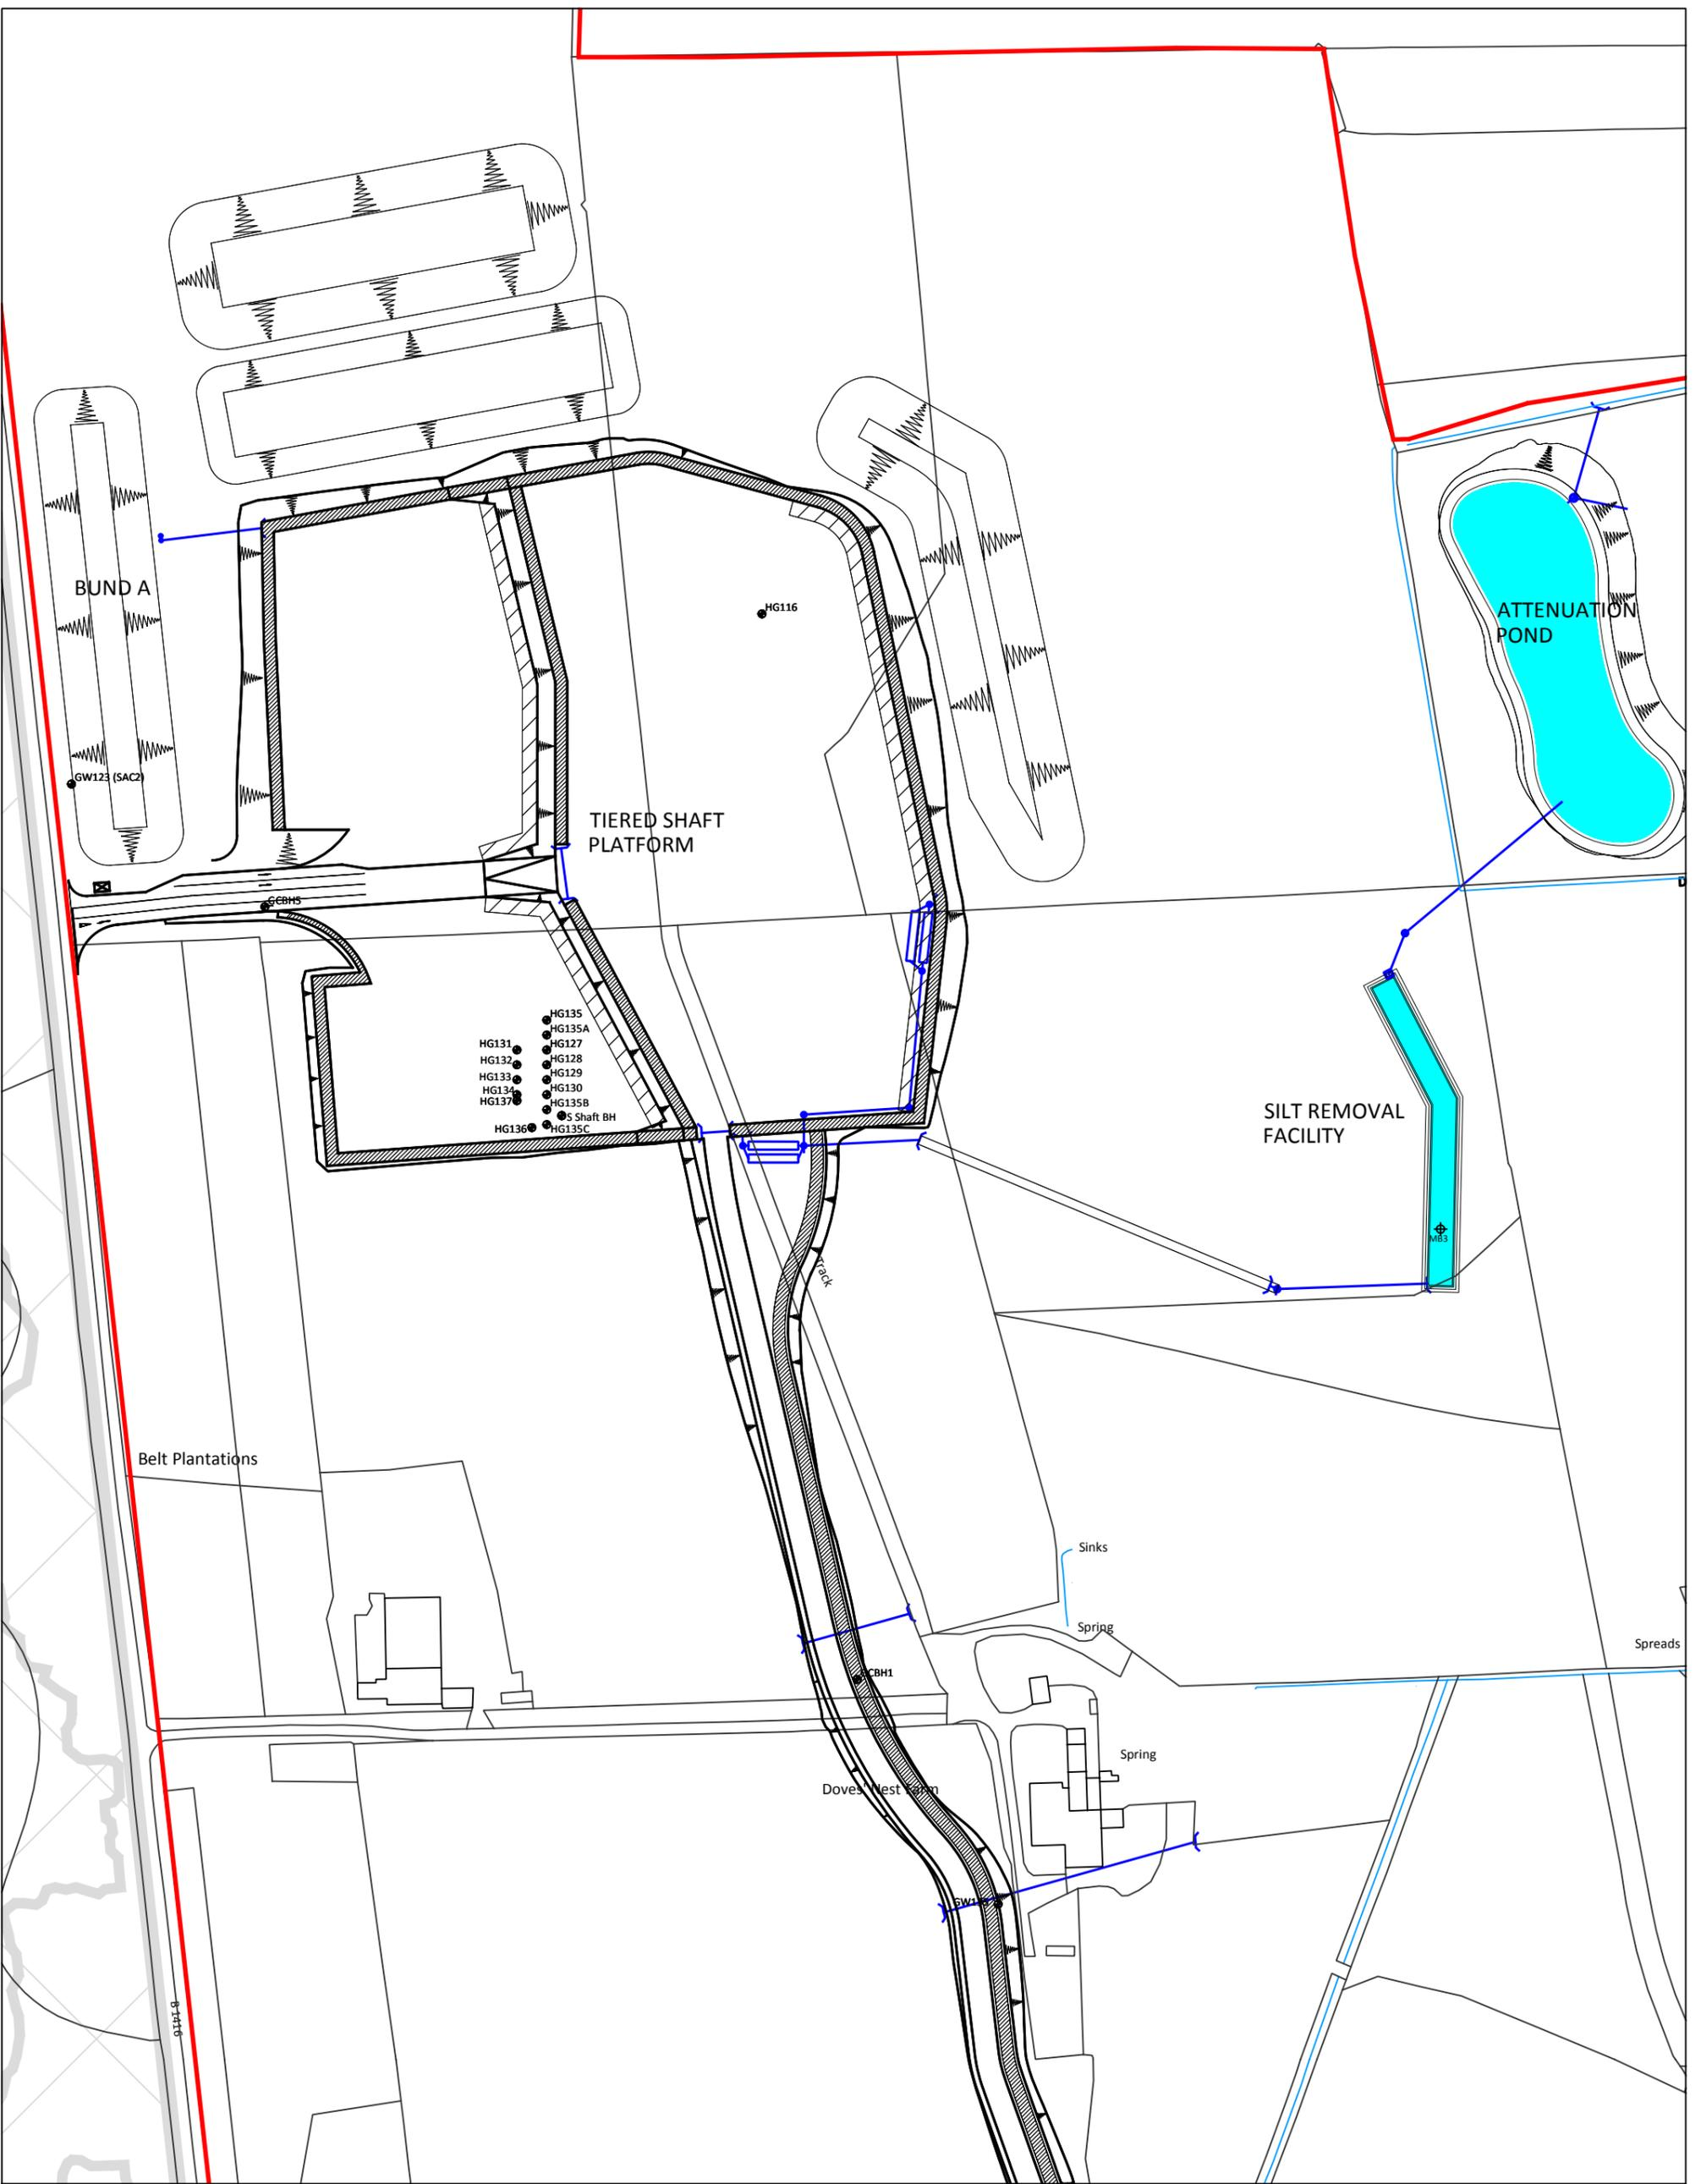 BUND A
HG116
ATTENUATION
POND
GW123 (SAC2)
TIERED SHAFT
PLATFORM
D
GCBH5
HG135
HG135A
HG131
HG127
HG132
HG128
HG133
HG129
HG134
HG130
HG137
HG135B
S Shaft BH
HG136
HG135C
SILT REMOVAL
FACILITY
MB3
Track
Belt Plantations
Sinks
Spring
Spreads
Spring
Doves' Nest Farm
B 1416